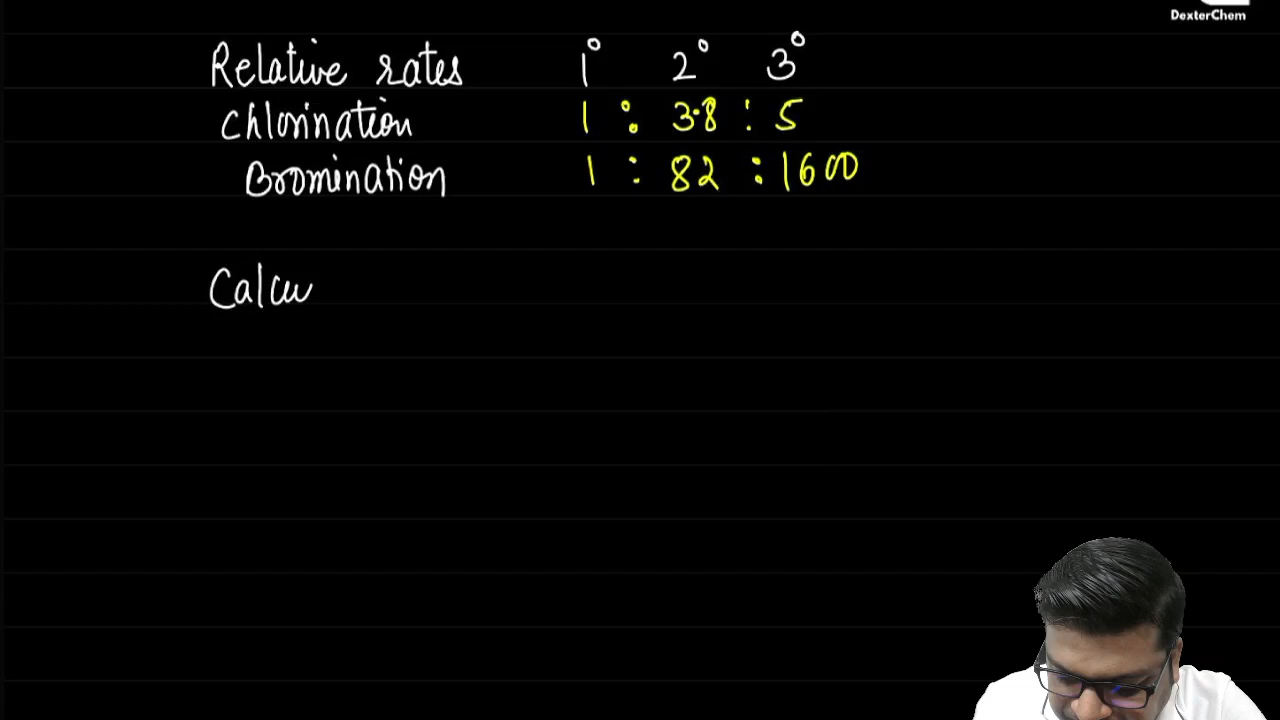 DexterChem
Relative rates 1° 2° 3°
Chlorination 1 : 3.8 : 5
Bromination 1 : 82 : 1600
Calcu